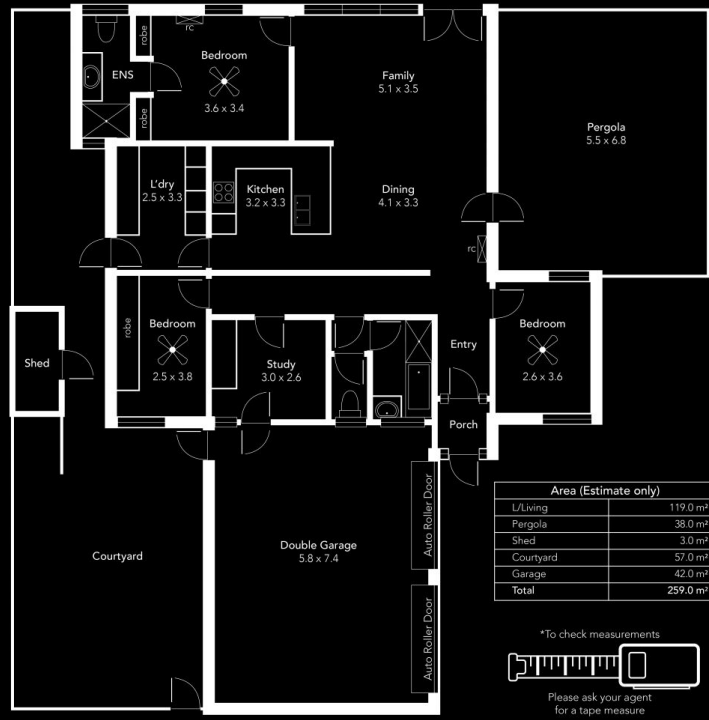 robe
rc
Bedroom
3.6 x 3.4
ENS
robe
Family
5.1 x 3.5
Pergola
5.5 x 6.8
L'dry
2.5 x 3.3
Kitchen
3.2 x 3.3
Dining
4.1 x 3.3
rc
robe
Bedroom
2.5 x 3.8
Shed
Study
3.0 x 2.6
Entry
Bedroom
2.6 x 3.6
Porch
Courtyard
Double Garage
5.8 x 7.4
Auto Roller Door
Auto Roller Door
Area (Estimate only)
L/Living 119.0 m²
Pergola 38.0 m²
Shed 3.0 m²
Courtyard 57.0 m²
Garage 42.0 m²
Total 259.0 m²
*To check measurements
Please ask your agent
for a tape measure